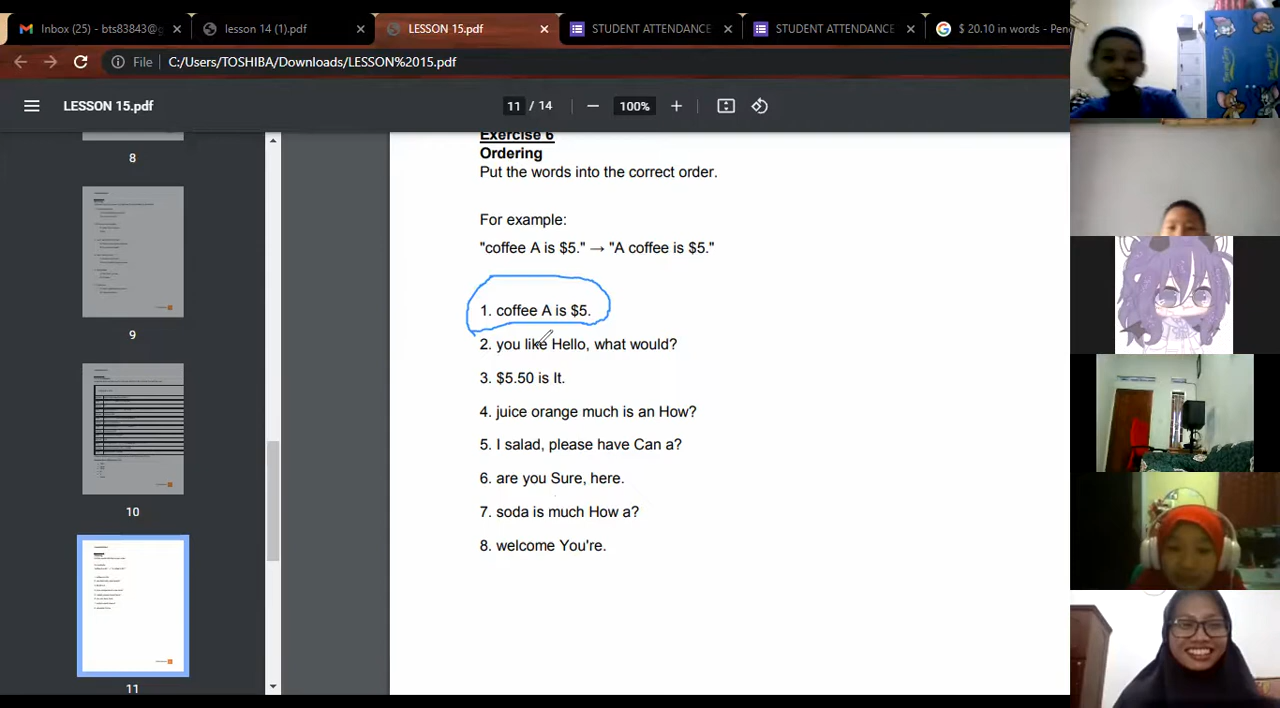 Inbox (25) - bts83843@g
lesson 14 (1).pdf
LESSON 15.pdf
STUDENT ATTENDANCE
STUDENT ATTENDANCE
$ 20.10 in words - Pen
File
C:/Users/TOSHIBA/Downloads/LESSON%2015.pdf
LESSON 15.pdf
11 / 14
100%
8
9
10
11
Exercise 6
Ordering
Put the words into the correct order.
For example:
"coffee A is $5." → "A coffee is $5."
1. coffee A is $5.
2. you like Hello, what would?
3. $5.50 is It.
4. juice orange much is an How?
5. I salad, please have Can a?
6. are you Sure, here.
7. soda is much How a?
8. welcome You're.